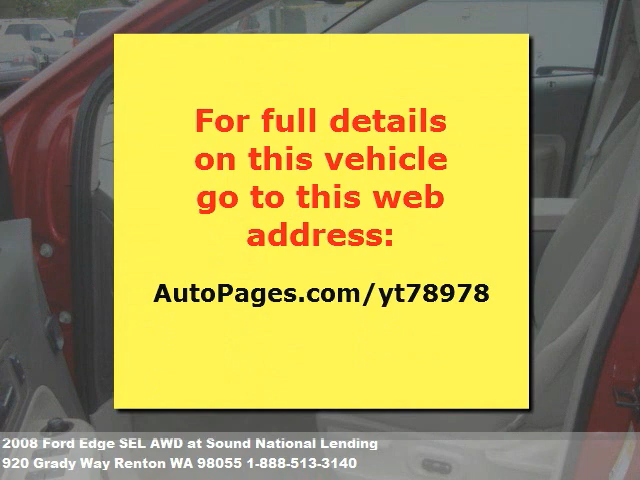 For full details
on this vehicle
go to this web
address:
AutoPages.com/yt78978
2008 Ford Edge SEL AWD at Sound National Lending
920 Grady Way Renton WA 98055 1-888-513-3140